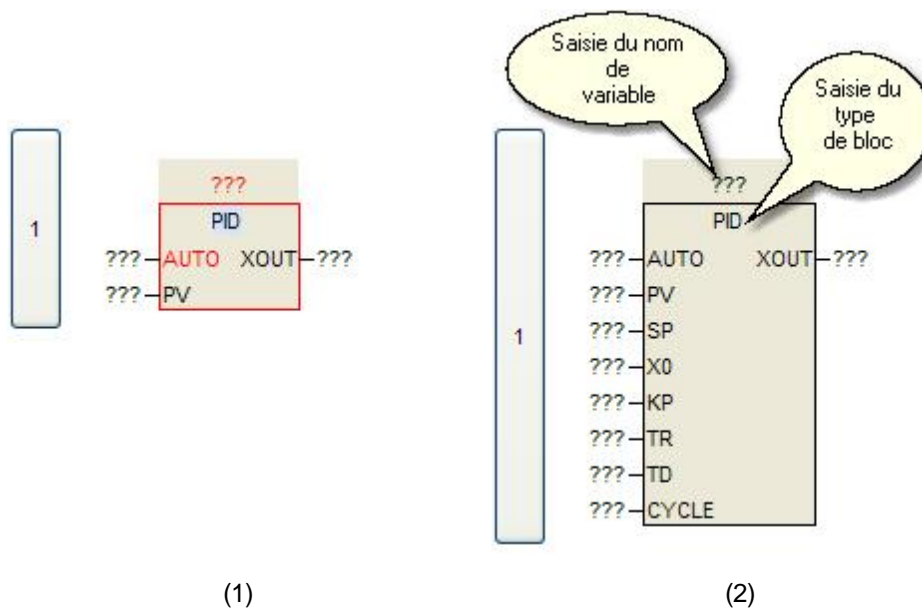 Saisie du nom
de
variable
Saisie du
type
de bloc
1
???
PID
??? AUTO XOUT ???
??? PV
1
???
PID
??? AUTO XOUT ???
??? PV
??? SP
??? X0
??? KP
??? TR
??? TD
??? CYCLE
(1)
(2)